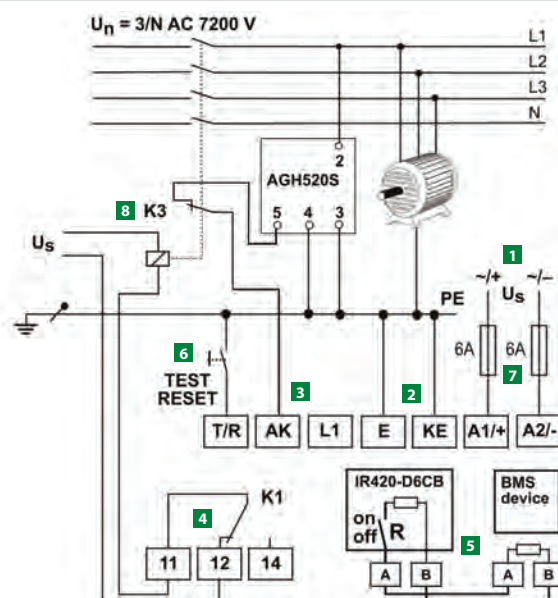 Un = 3/N AC 7200 V
L1
L2
L3
N
2
AGH520S
5 4 3
8 K3
Us
1
~/+ ~/–
Us
PE
6A 6A
7
6
TEST
RESET
3
2
T/R AK L1 E KE A1/+ A2/-
K1
4
11 12 14
IR420-D6CB
on
off R
5
A B
BMS
device
A B